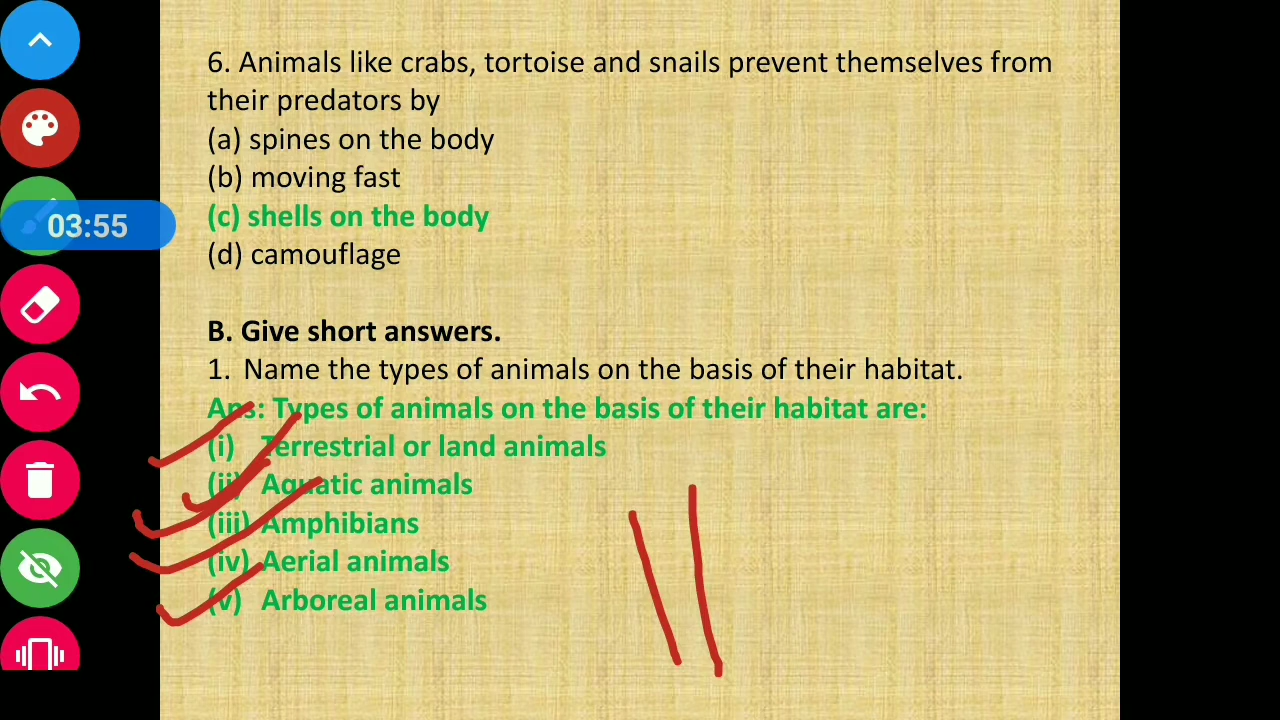 6. Animals like crabs, tortoise and snails prevent themselves from
their predators by
(a) spines on the body
(b) moving fast
(c) shells on the body
(d) camouflage
03:55
B. Give short answers.
1. Name the types of animals on the basis of their habitat.
Ans: Types of animals on the basis of their habitat are:
(i) Terrestrial or land animals
(ii) Aquatic animals
(iii) Amphibians
(iv) Aerial animals
(v) Arboreal animals